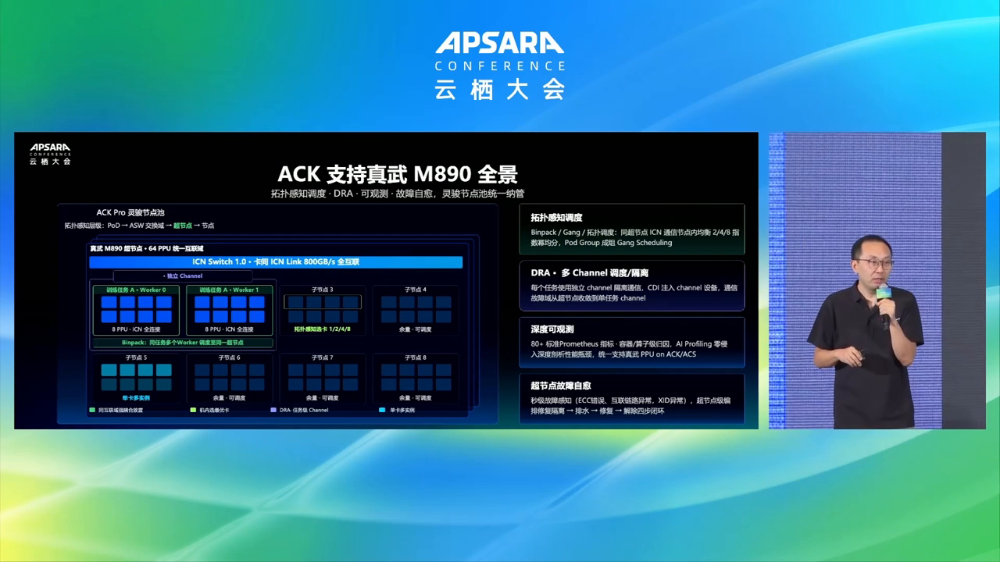 APSARA
CONFERENCE
云栖大会
APSARA
CONFERENCE
云栖大会
ACK 支持真武 M890 全景
拓扑感知调度 · DRA · 可观测 · 故障自愈，灵骏节点池统一纳管
ACK Pro 灵骏节点池
拓扑感知层级：PoD → ASW 交换域 → 超节点 → 节点
真武 M890 超节点 · 64 PPU 统一互联域
ICN Switch 1.0 · 卡间 ICN Link 800GB/s 全互联
· 独立 Channel
训练任务 A · Worker 0
训练任务 A · Worker 1
子节点 3
子节点 4
8 PPU · ICN 全连接
8 PPU · ICN 全连接
拓扑感知选卡 1/2/4/8
余量 · 可调度
Binpack：同任务多个Worker 调度至同一超节点
子节点 5
子节点 6
子节点 7
子节点 8
单卡多实例
余量 · 可调度
余量 · 可调度
余量 · 可调度
同互联域强耦合放置
机内选最优卡
DRA · 任务级 Channel
单卡多实例
拓扑感知调度
Binpack / Gang / 拓扑调度：同超节点 ICN 通信节点内均衡 2/4/8 指
数幂均分，Pod Group 成组 Gang Scheduling
DRA · 多 Channel 调度/隔离
每个任务使用独立 channel 隔离通信，CDI 注入 channel 设备，通信
故障域从超节点收敛到单任务 channel
深度可观测
80+ 标准Prometheus 指标 · 容器/算子级归因，AI Profiling 零侵
入深度剖析性能瓶颈，统一支持真武 PPU on ACK/ACS
超节点故障自愈
秒级故障感知（ECC错误、互联链路异常，XID异常），超节点级编
排修复隔离 → 排水 → 修复 → 解除四步闭环